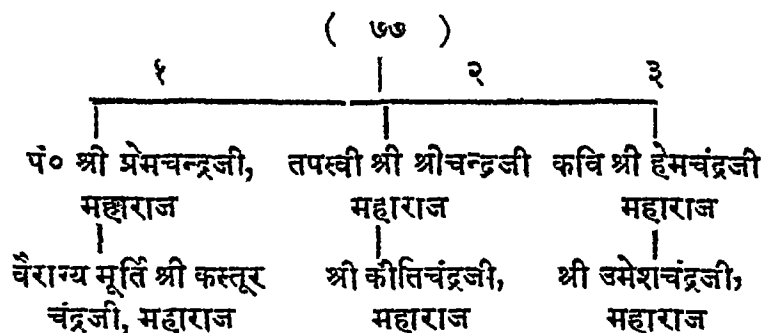 ( ७७ )
१ २ ३
पं० श्री प्रेमचन्द्रजी, तपस्वी श्री श्रीचन्द्रजी कवि श्री हेमचंद्रजी
महाराज महाराज महाराज
वैराग्य मूर्ति श्री कस्तूर श्री कीर्तिचंद्रजी, श्री उमेशचंद्रजी,
चंद्रजी, महाराज महाराज महाराज